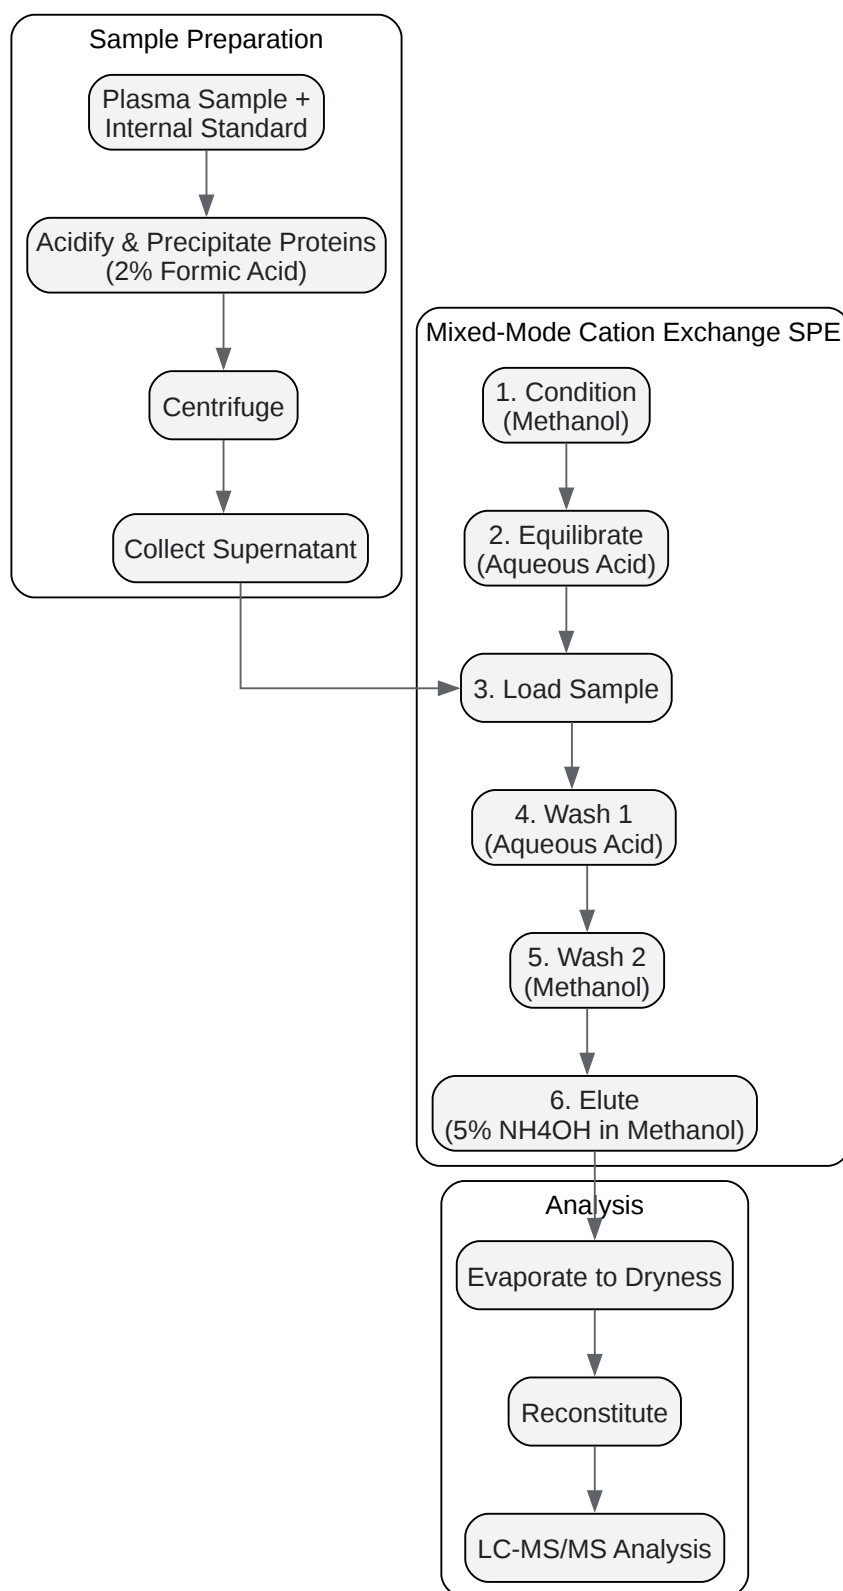 Sample Preparation
Plasma Sample +
Internal Standard
Acidify & Precipitate Proteins
(2% Formic Acid)
Centrifuge
Collect Supernatant
Mixed-Mode Cation Exchange SPE
1. Condition
(Methanol)
2. Equilibrate
(Aqueous Acid)
3. Load Sample
4. Wash 1
(Aqueous Acid)
5. Wash 2
(Methanol)
6. Elute
(5% NH4OH in Methanol)
Analysis
Evaporate to Dryness
Reconstitute
LC-MS/MS Analysis